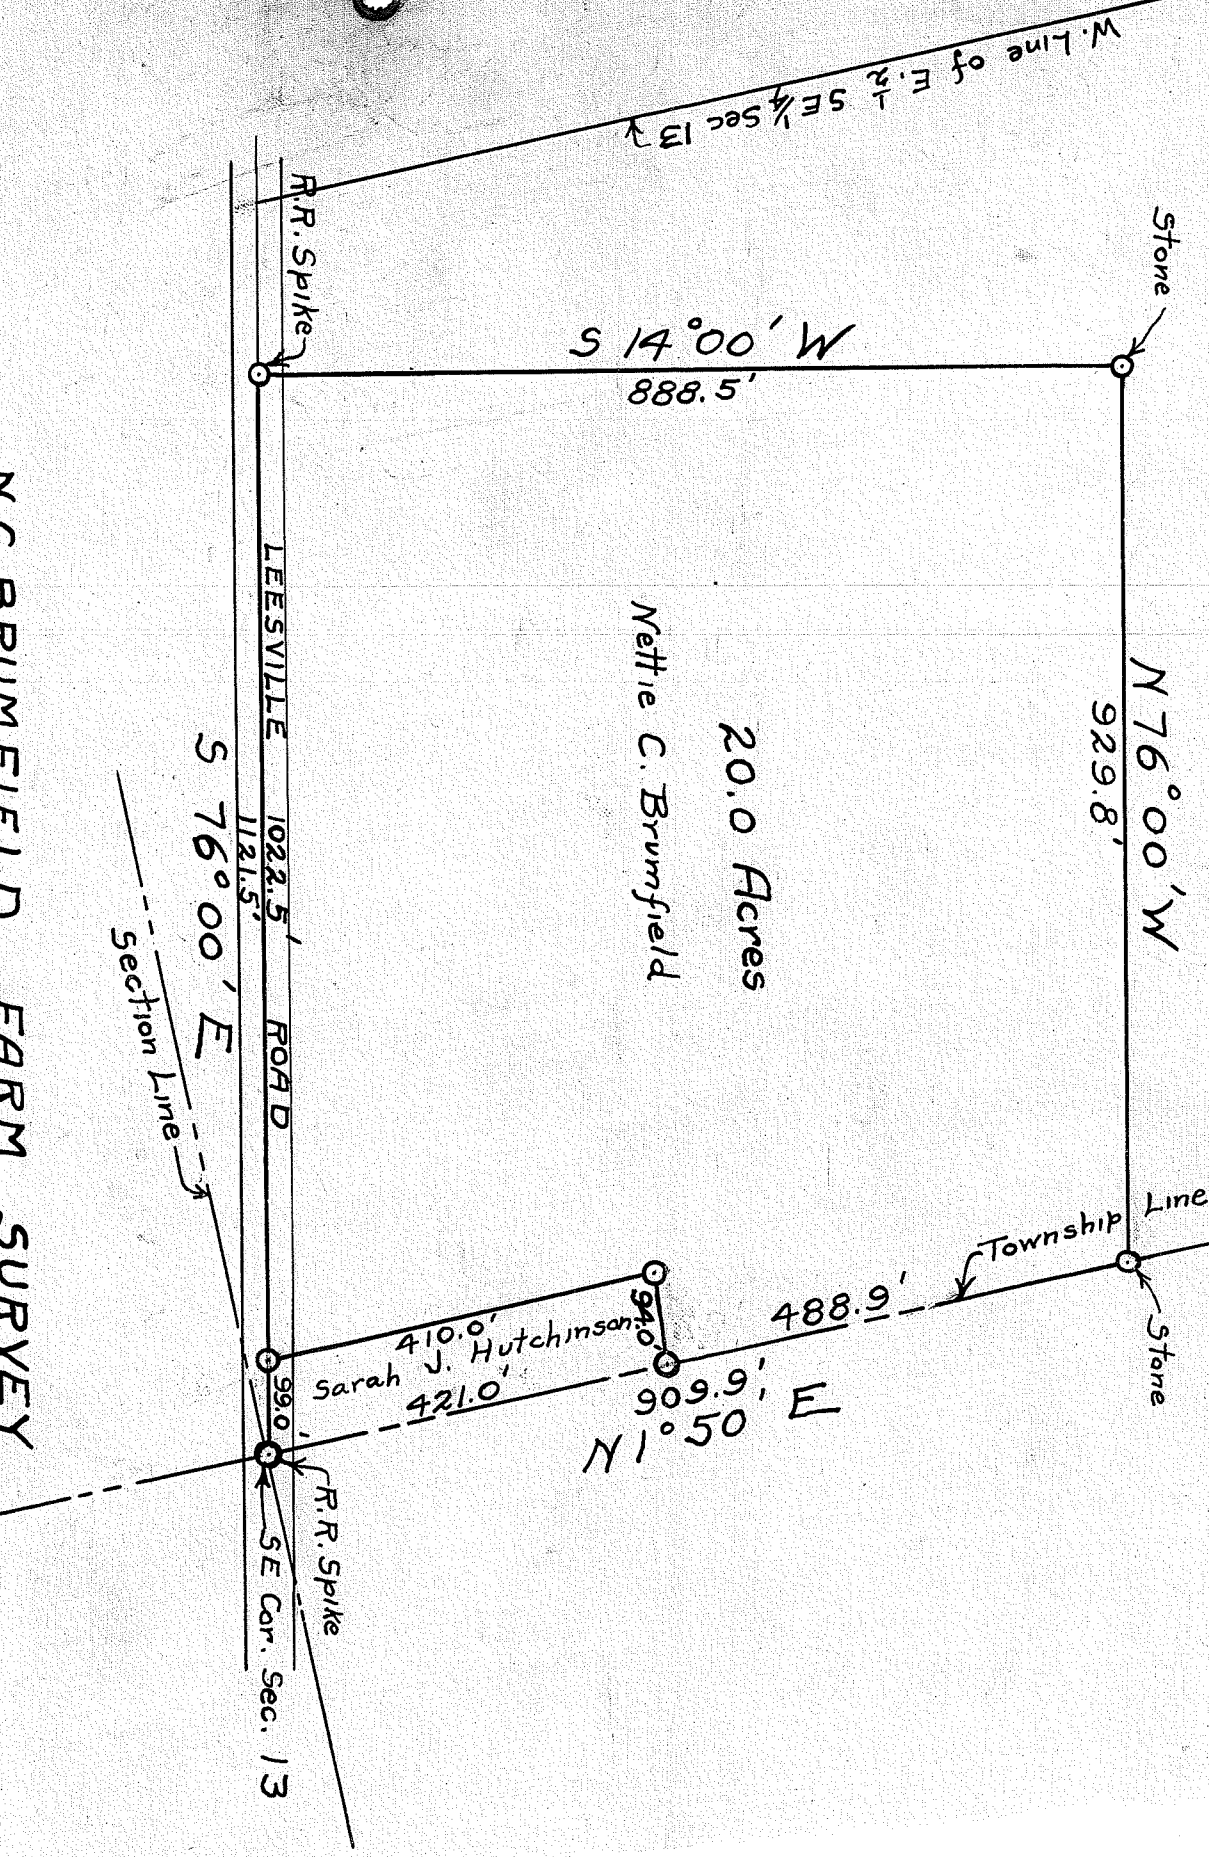 W. Line of E. ½ SE ¼ Sec 13
Stone
R.R. Spike
S 14°00' W
888.5'
N 76°00' W
929.8'
20.0 Acres
Nettie C. Brumfield
LEESVILLE 1022.5' ROAD
1121.5'
S 76°00' E
Section Line
Township Line
Stone
488.9'
94.0'
410.0'
Sarah J. Hutchinson
421.0'
909.9'
N 1°50' E
99.0'
R.R. Spike
SE Cor. Sec. 13
N.C. BRUMFIELD FARM SURVEY